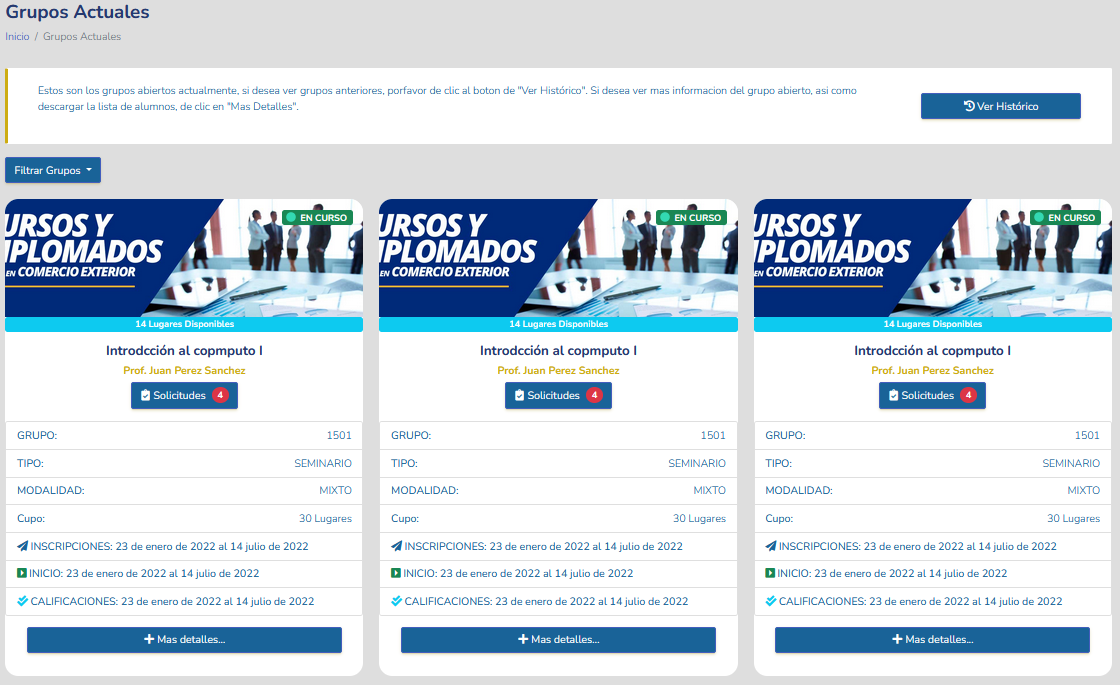 Grupos Actuales
Inicio / Grupos Actuales
Estos son los grupos abiertos actualmente, si desea ver grupos anteriores, porfavor de clic al boton de "Ver Histórico". Si desea ver mas informacion del grupo abierto, asi como
descargar la lista de alumnos, de clic en "Mas Detalles".
Ver Histórico
Filtrar Grupos
URSOS Y
IPLOMADOS
EN COMERCIO EXTERIOR
EN CURSO
14 Lugares Disponibles
Introdcción al copmputo I
Prof. Juan Perez Sanchez
Solicitudes 4
GRUPO: 1501
TIPO: SEMINARIO
MODALIDAD: MIXTO
Cupo: 30 Lugares
INSCRIPCIONES: 23 de enero de 2022 al 14 julio de 2022
INICIO: 23 de enero de 2022 al 14 julio de 2022
CALIFICACIONES: 23 de enero de 2022 al 14 julio de 2022
Mas detalles...
URSOS Y
IPLOMADOS
EN COMERCIO EXTERIOR
EN CURSO
14 Lugares Disponibles
Introdcción al copmputo I
Prof. Juan Perez Sanchez
Solicitudes 4
GRUPO: 1501
TIPO: SEMINARIO
MODALIDAD: MIXTO
Cupo: 30 Lugares
INSCRIPCIONES: 23 de enero de 2022 al 14 julio de 2022
INICIO: 23 de enero de 2022 al 14 julio de 2022
CALIFICACIONES: 23 de enero de 2022 al 14 julio de 2022
Mas detalles...
URSOS Y
IPLOMADOS
EN COMERCIO EXTERIOR
EN CURSO
14 Lugares Disponibles
Introdcción al copmputo I
Prof. Juan Perez Sanchez
Solicitudes 4
GRUPO: 1501
TIPO: SEMINARIO
MODALIDAD: MIXTO
Cupo: 30 Lugares
INSCRIPCIONES: 23 de enero de 2022 al 14 julio de 2022
INICIO: 23 de enero de 2022 al 14 julio de 2022
CALIFICACIONES: 23 de enero de 2022 al 14 julio de 2022
Mas detalles...